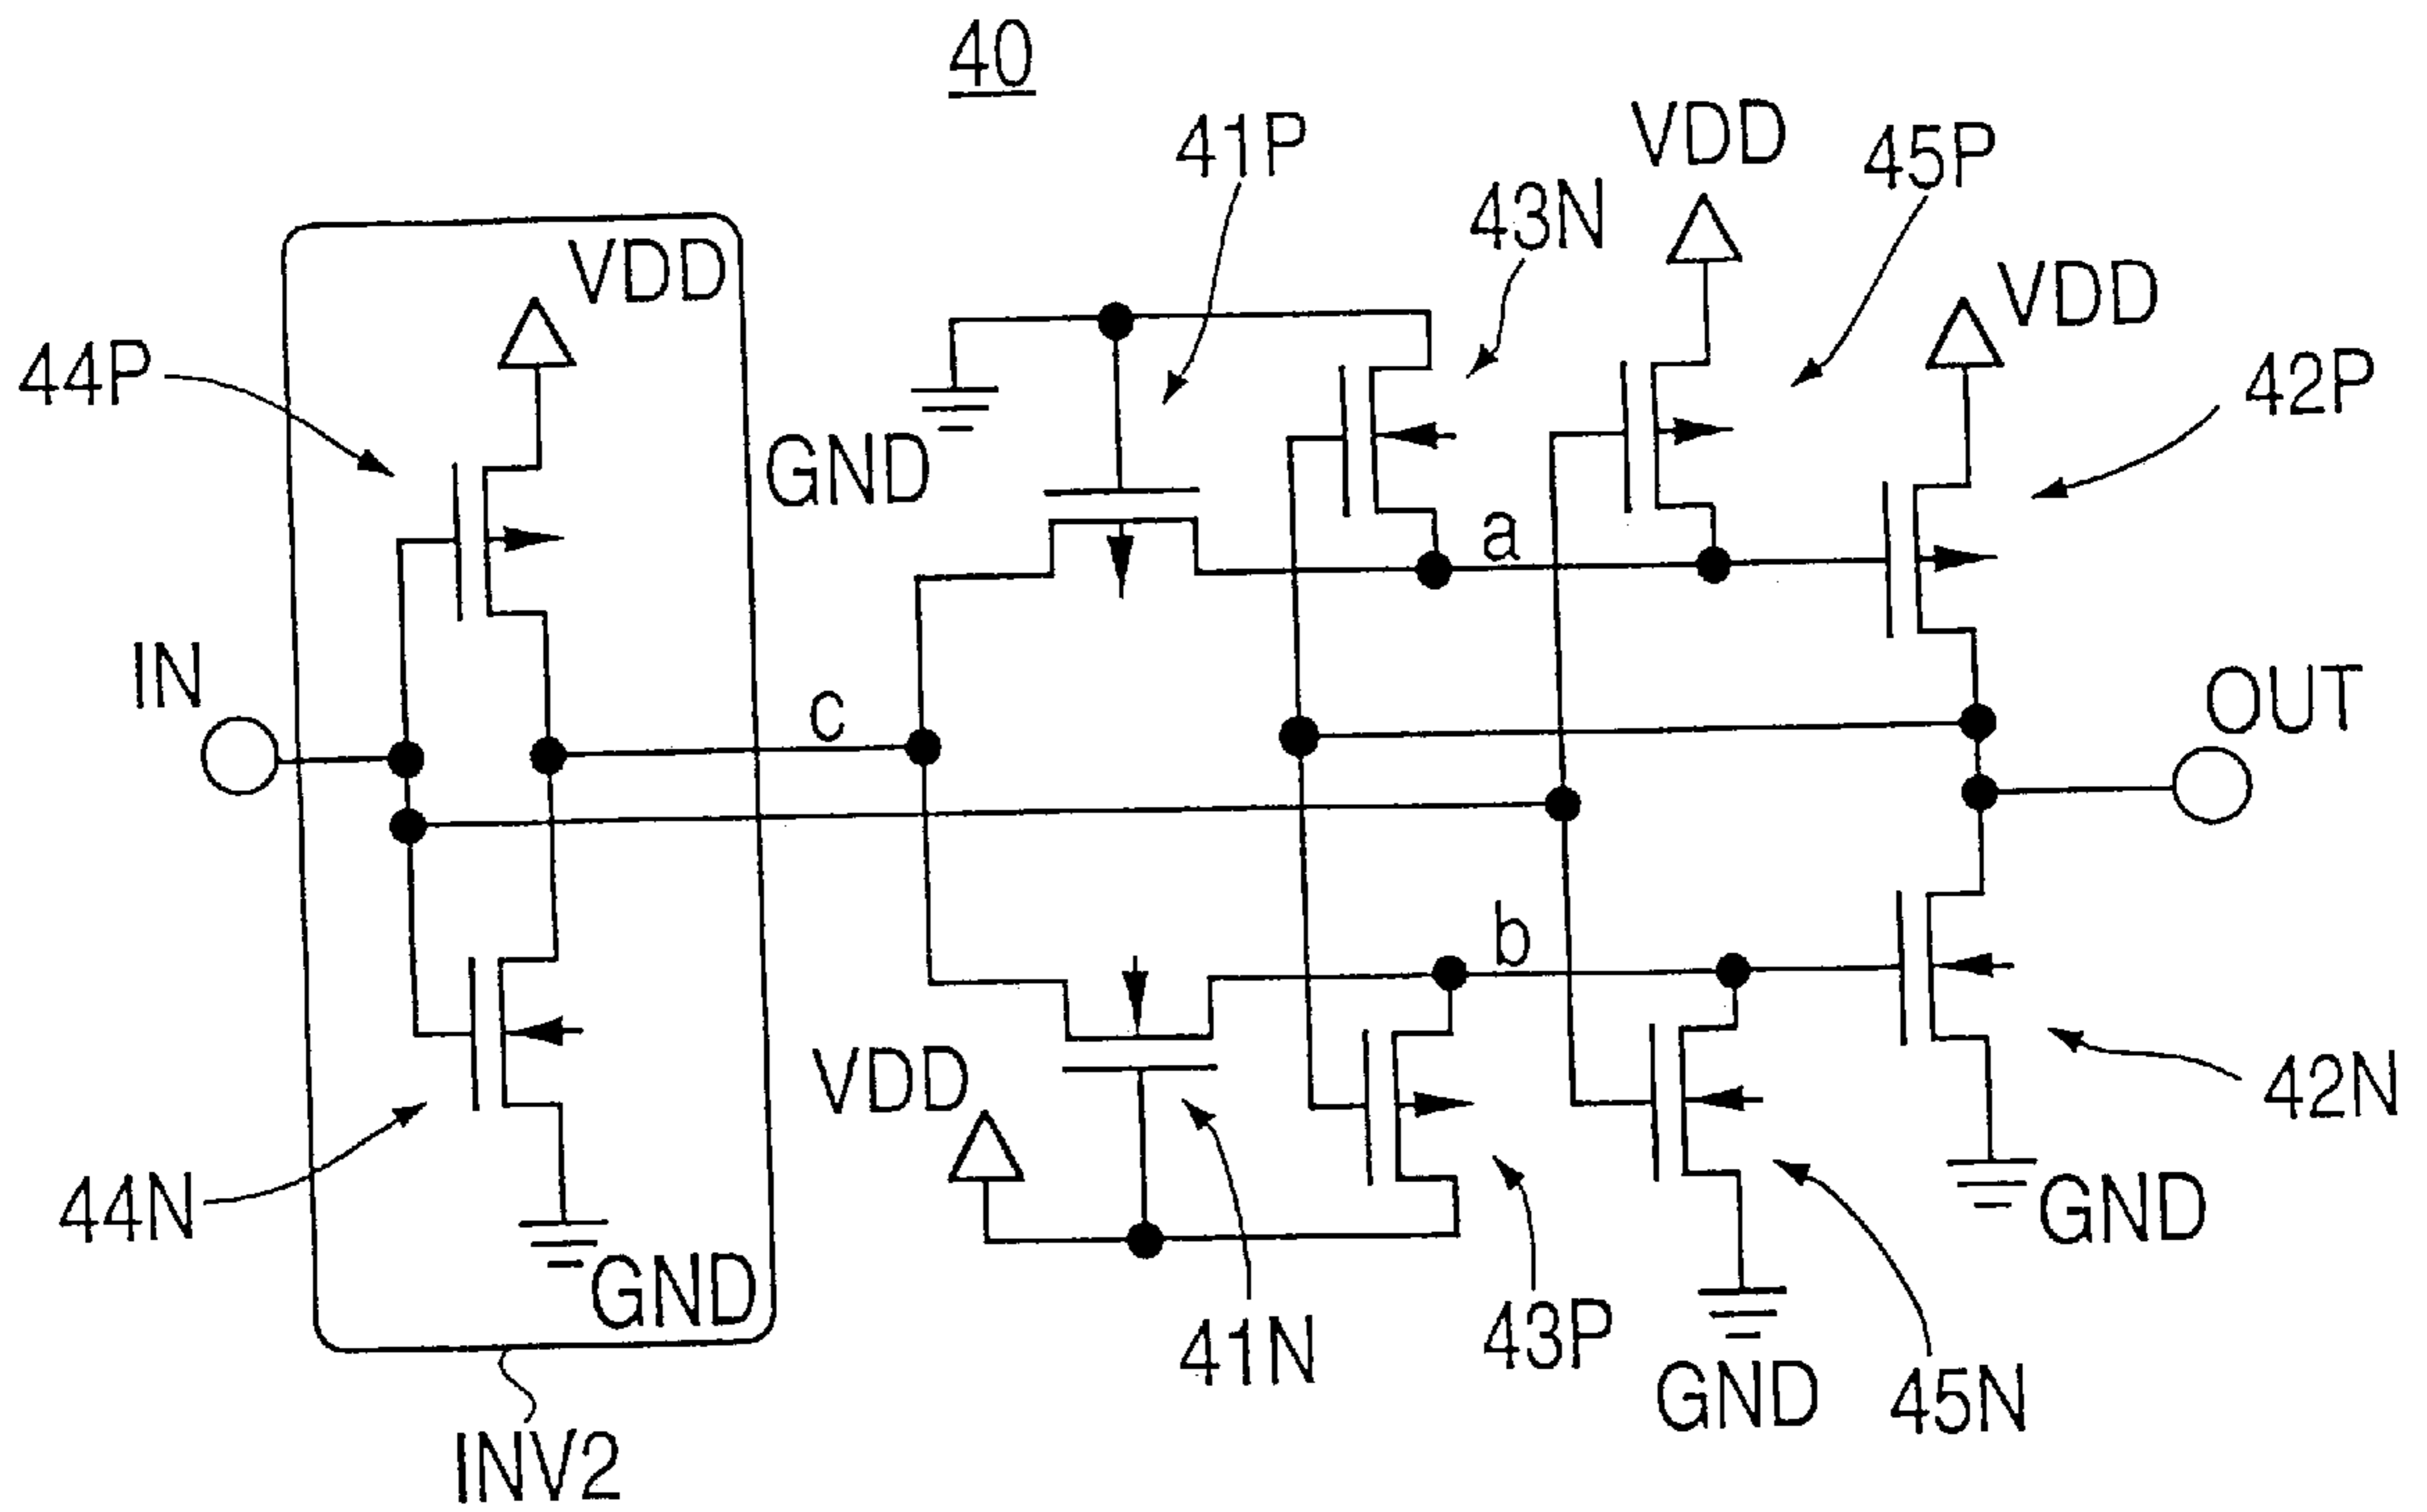 40
41P
VDD
45P
43N
VDD
VDD
44P
42P
GND
a
IN
c
OUT
b
VDD
42N
44N
GND
GND
41N
43P
GND
45N
INV2